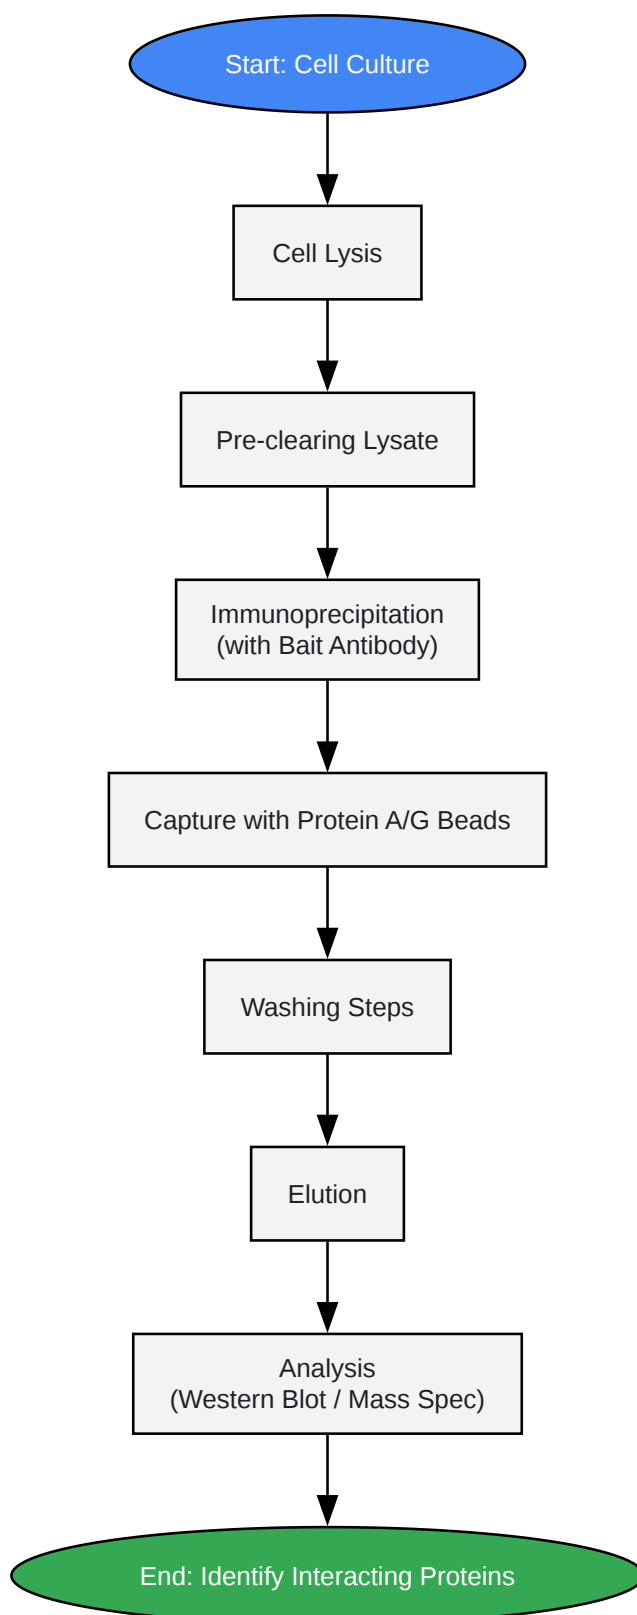 Start: Cell Culture
Cell Lysis
Pre-clearing Lysate
Immunoprecipitation
(with Bait Antibody)
Capture with Protein A/G Beads
Washing Steps
Elution
Analysis
(Western Blot / Mass Spec)
End: Identify Interacting Proteins